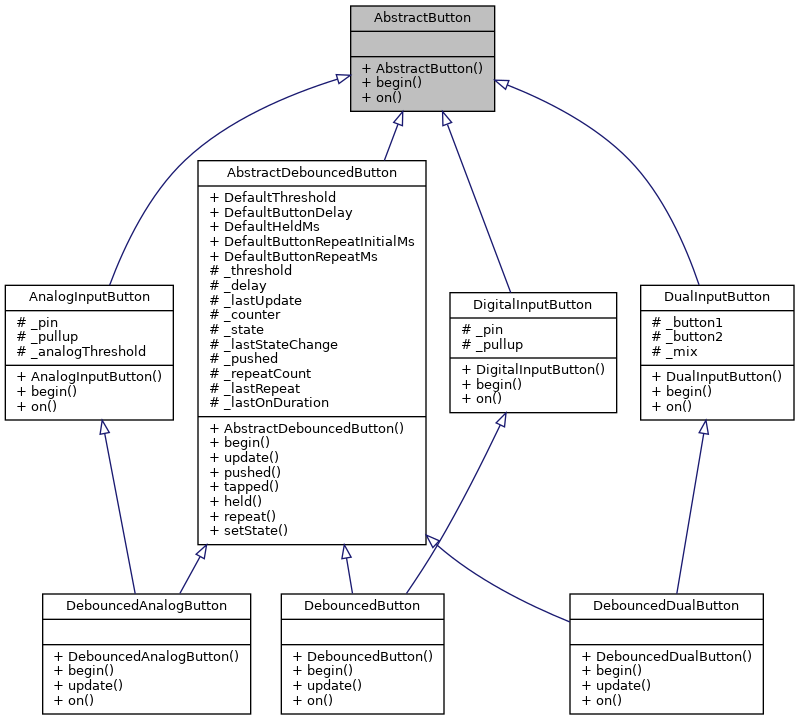 AbstractButton
+ AbstractButton()
+ begin()
+ on()
AbstractDebouncedButton
+ DefaultThreshold
+ DefaultButtonDelay
+ DefaultHeldMs
+ DefaultButtonRepeatInitialMs
+ DefaultButtonRepeatMs
# _threshold
# _delay
# _lastUpdate
# _counter
# _state
# _lastStateChange
# _pushed
# _repeatCount
# _lastRepeat
# _lastOnDuration
+ AbstractDebouncedButton()
+ begin()
+ update()
+ pushed()
+ tapped()
+ held()
+ repeat()
+ setState()
AnalogInputButton
# _pin
# _pullup
# _analogThreshold
+ AnalogInputButton()
+ begin()
+ on()
DigitalInputButton
# _pin
# _pullup
+ DigitalInputButton()
+ begin()
+ on()
DualInputButton
# _button1
# _button2
# _mix
+ DualInputButton()
+ begin()
+ on()
DebouncedAnalogButton
+ DebouncedAnalogButton()
+ begin()
+ update()
+ on()
DebouncedButton
+ DebouncedButton()
+ begin()
+ update()
+ on()
DebouncedDualButton
+ DebouncedDualButton()
+ begin()
+ update()
+ on()